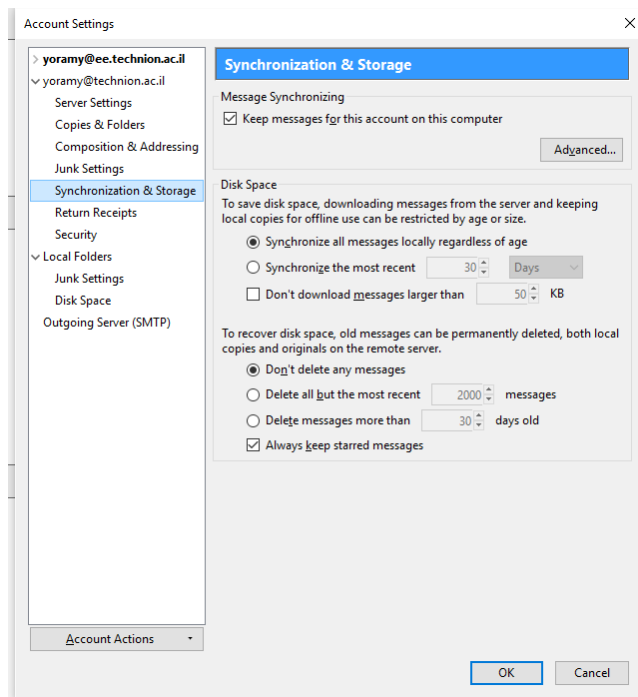 Account Settings
yoramy@ee.technion.ac.il
yoramy@technion.ac.il
Server Settings
Copies & Folders
Composition & Addressing
Junk Settings
Synchronization & Storage
Return Receipts
Security
Local Folders
Junk Settings
Disk Space
Outgoing Server (SMTP)
Account Actions
Synchronization & Storage
Message Synchronizing
Keep messages for this account on this computer
Advanced...
Disk Space
To save disk space, downloading messages from the server and keeping
local copies for offline use can be restricted by age or size.
Synchronize all messages locally regardless of age
Synchronize the most recent 30 Days
Don't download messages larger than 50 KB
To recover disk space, old messages can be permanently deleted, both local
copies and originals on the remote server.
Don't delete any messages
Delete all but the most recent 2000 messages
Delete messages more than 30 days old
Always keep starred messages
OK Cancel